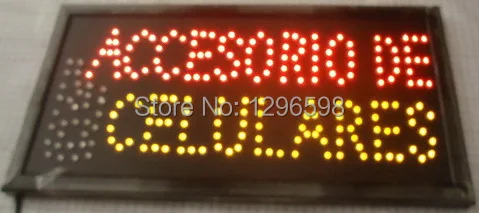 ACCESORIO DE
Store No:1296598
CELULARES